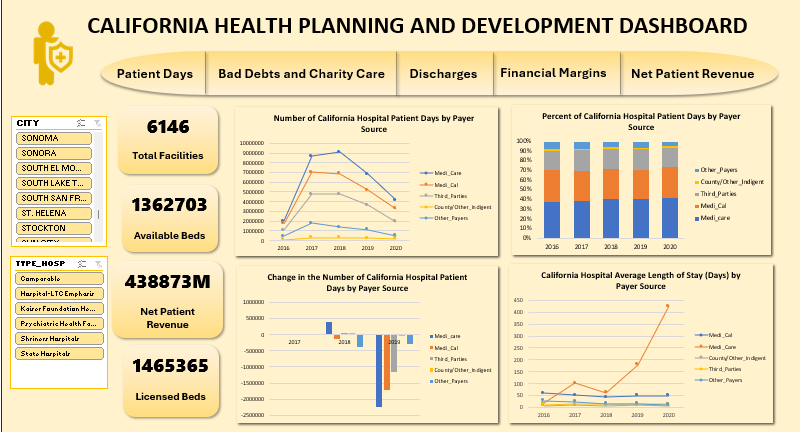 CALIFORNIA HEALTH PLANNING AND DEVELOPMENT DASHBOARD
Patient Days
Bad Debts and Charity Care
Discharges
Financial Margins
Net Patient Revenue
CITY
SONOMA
SONORA
SOUTH EL MO...
SOUTH LAKE T...
SOUTH SAN FR...
ST. HELENA
STOCKTON
SUN CITY
TYPE_HOSP
Comparable
Hospital-LTC Emphasis
Kaiser Foundation Ho...
Psychiatric Health Fa...
Shriners Hospitals
State Hospitals
6146
Total Facilities
1362703
Available Beds
438873M
Net Patient
Revenue
1465365
Licensed Beds
Number of California Hospital Patient Days by Payer
Source
10000000
9000000
8000000
7000000
6000000
5000000
4000000
3000000
2000000
1000000
0
2016 2017 2018 2019 2020
Medi_Care
Medi_Cal
Third_Parties
County/Other_Indigent
Other_Payers
Percent of California Hospital Patient Days by Payer
Source
100%
90%
80%
70%
60%
50%
40%
30%
20%
10%
0%
2016 2017 2018 2019 2020
Other_Payers
County/Other_Indigent
Third_Parties
Medi_Cal
Medi_care
Change in the Number of California Hospital Patient
Days by Payer Source
1000000
500000
0
-500000
-1000000
-1500000
-2000000
-2500000
2017 2018 2019
Medi_care
Medi_Cal
Third_Parties
County/Other_Indigent
Other_Payers
California Hospital Average Length of Stay (Days) by
Payer Source
450
400
350
300
250
200
150
100
50
0
2016 2017 2018 2019 2020
Medi_Cal
Medi_Care
County/Other_Indigent
Third_Parties
Other_Payers